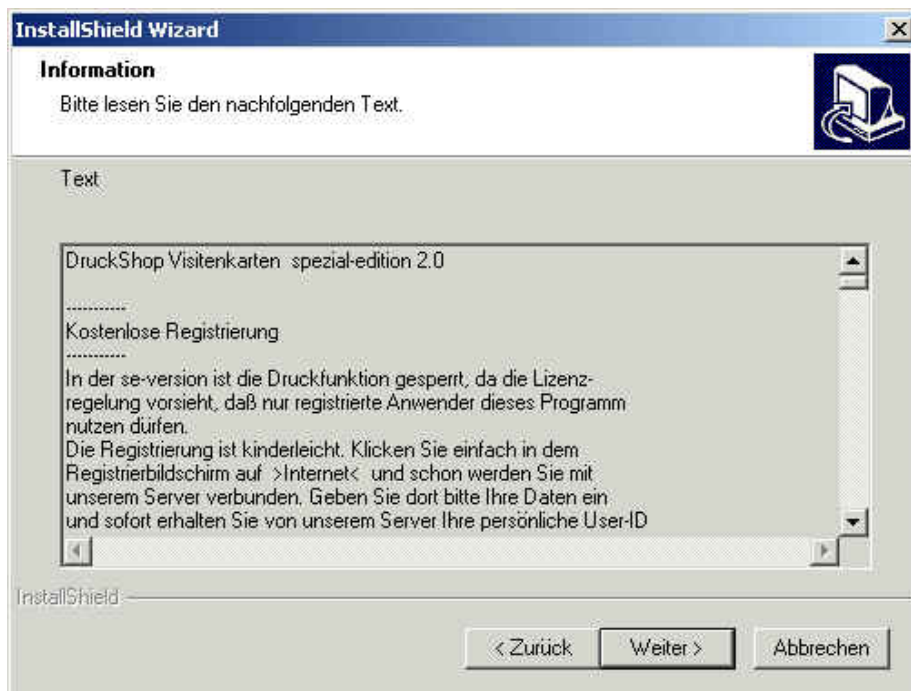 InstallShield Wizard
Information
Bitte lesen Sie den nachfolgenden Text.
Text
DruckShop Visitenkarten  spezial-edition 2.0
-----------
Kostenlose Registrierung
-----------
In der se-version ist die Druckfunktion gesperrt, da die Lizenz-
regelung vorsieht, daß nur registrierte Anwender dieses Programm
nutzen dürfen.
Die Registrierung ist kinderleicht. Klicken Sie einfach in dem
Registrierbildschirm auf  >Internet<  und schon werden Sie mit
unserem Server verbunden. Geben Sie dort bitte Ihre Daten ein
und sofort erhalten Sie von unserem Server Ihre persönliche User-ID
InstallShield
< Zurück
Weiter >
Abbrechen